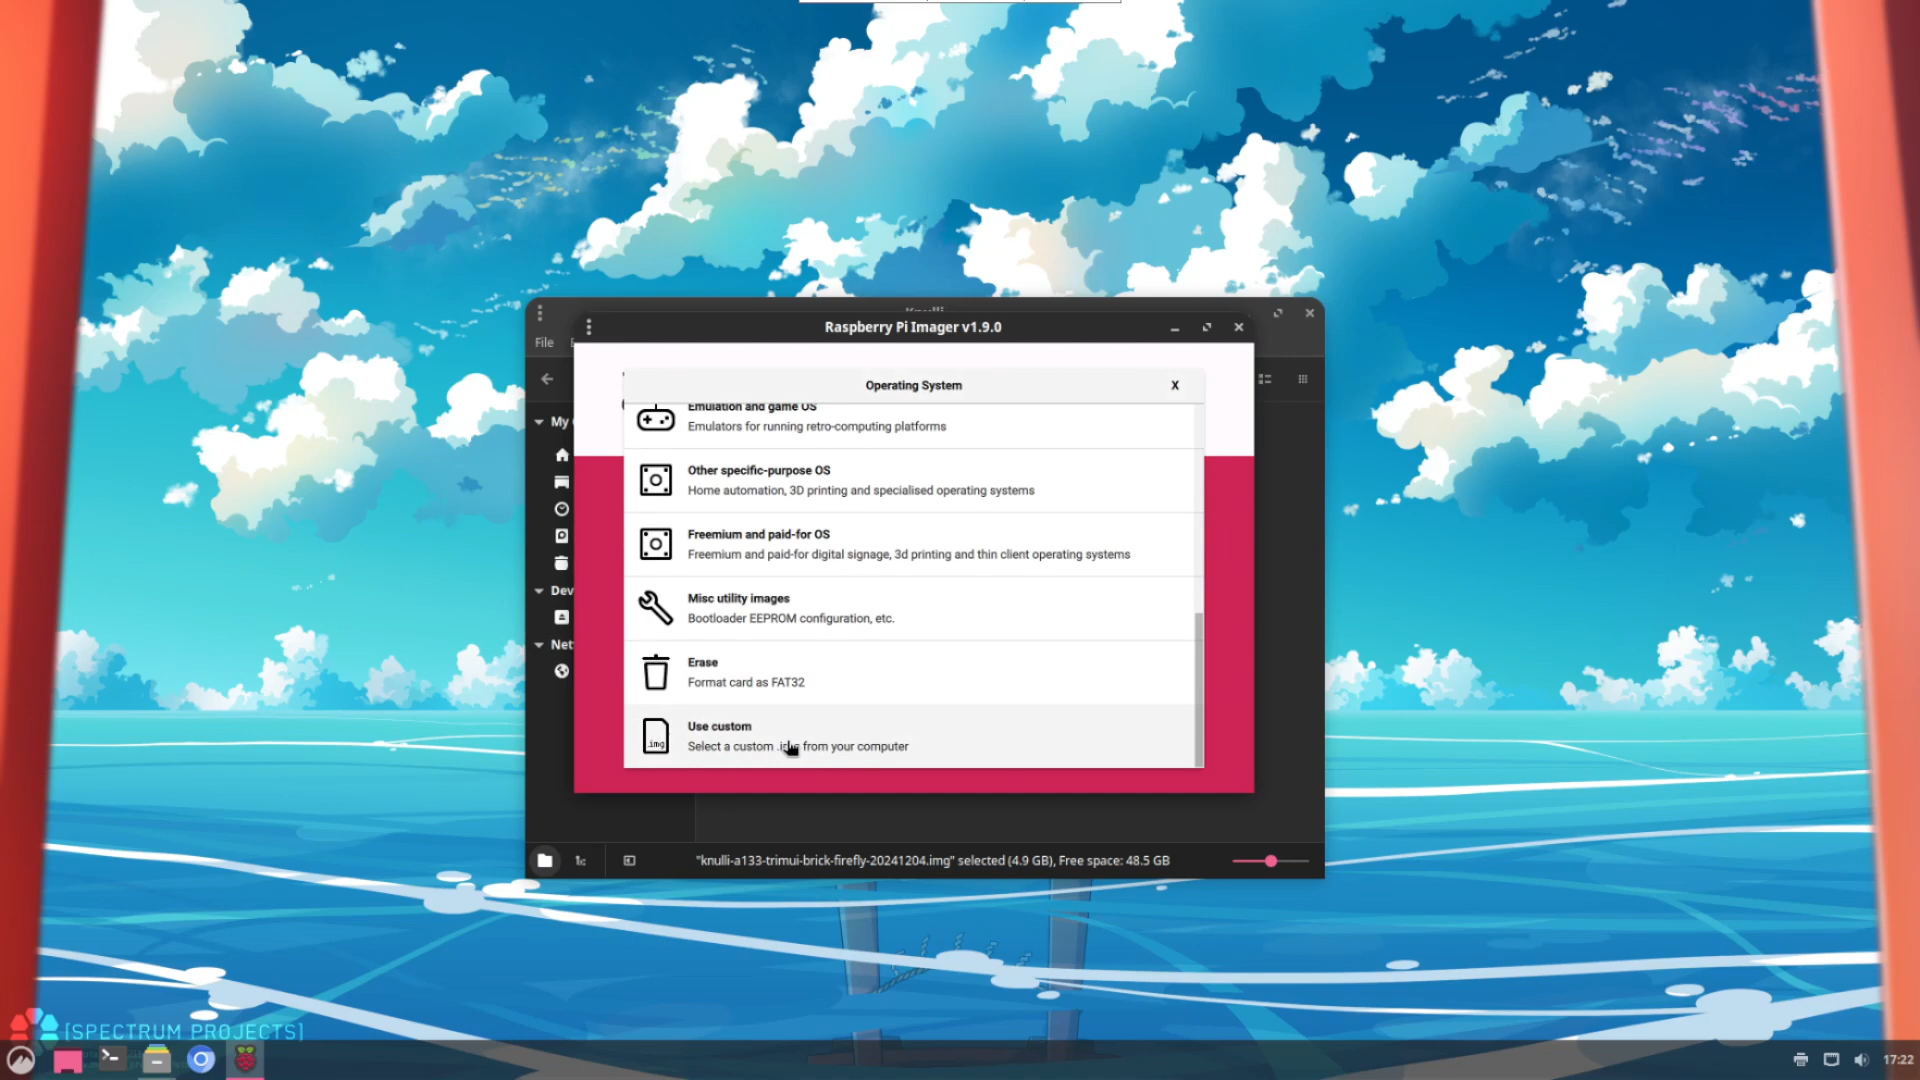 Raspberry Pi Imager v1.9.0
File
Operating System
X
Emulation and game OS
Emulators for running retro-computing platforms
My
Other specific-purpose OS
Home automation, 3D printing and specialised operating systems
Freemium and paid-for OS
Freemium and paid-for digital signage, 3d printing and thin client operating systems
Dev
Misc utility images
Bootloader EEPROM configuration, etc.
Net
Erase
Format card as FAT32
Use custom
.img
Select a custom from your computer
"knulli-a133-trimui-brick-firefly-20241204.img" selected (4.9 GB), Free space: 48.5 GB
[SPECTRUM PROJECTS]
17:22